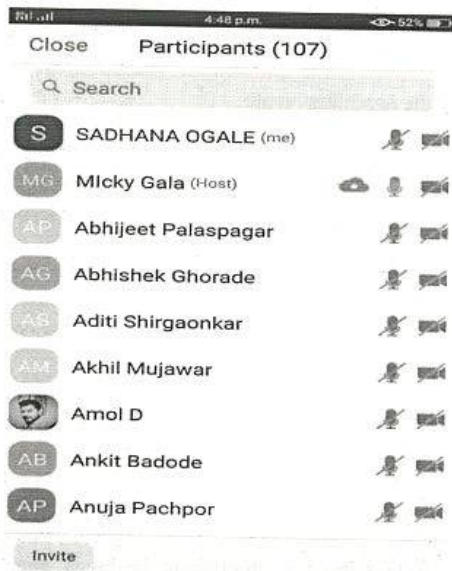 4:48 p.m. 52%
Close Participants (107)
Search
S SADHANA OGALE (me)
MG MIcky Gala (Host)
AP Abhijeet Palaspagar
AG Abhishek Ghorade
AS Aditi Shirgaonkar
AM Akhil Mujawar
Amol D
AB Ankit Badode
AP Anuja Pachpor
Invite